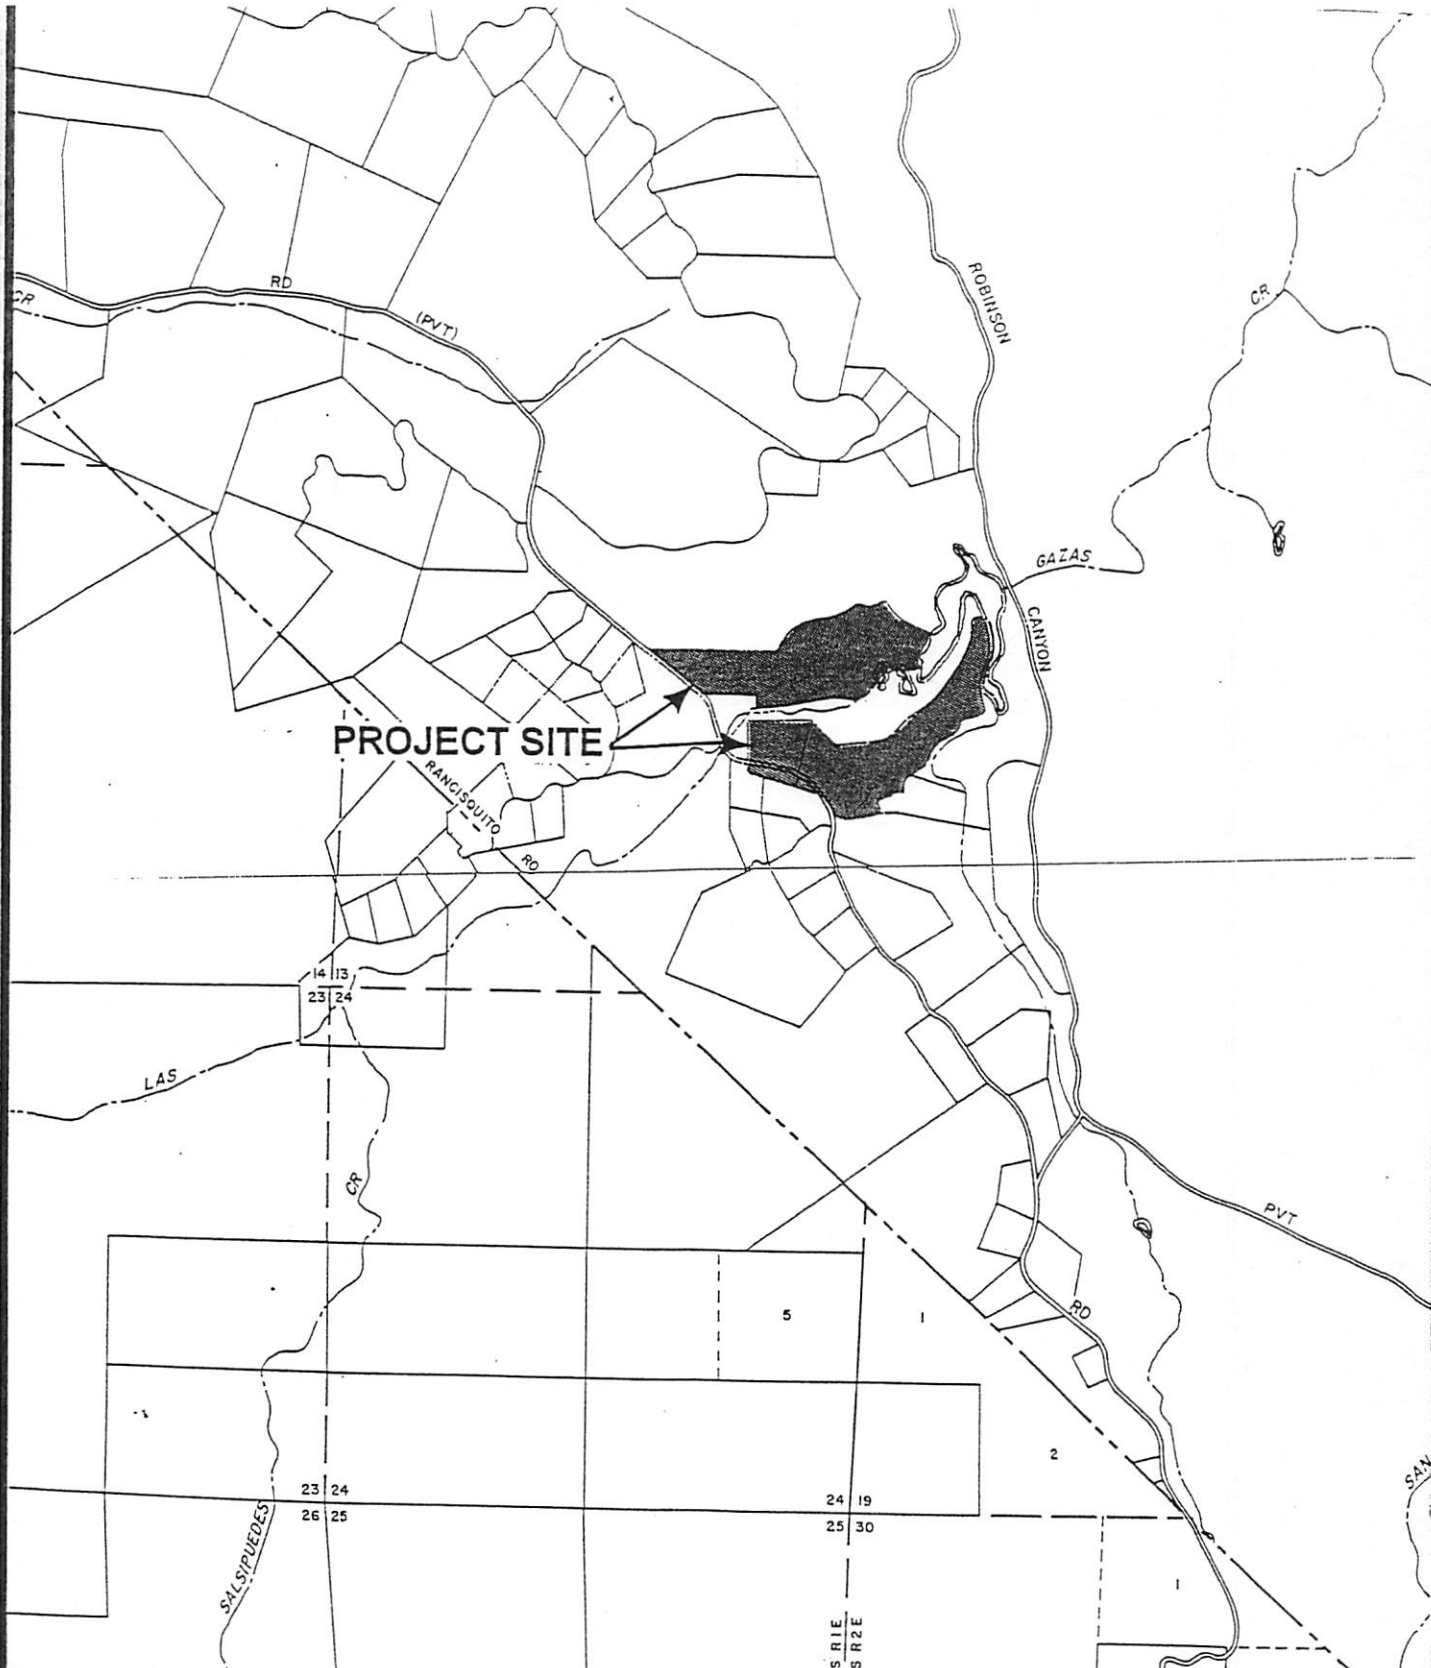 RD
CR
(PVT)
ROBINSON
CR
GAZAS
CANYON
PROJECT SITE
RANCISQUITO
RD
14 13
23 24
LAS
CR
PVT
5
1
RD
2
23 24
26 25
24 19
25 30
SALSIPUEDES
SAN
1
S R1E
S R2E